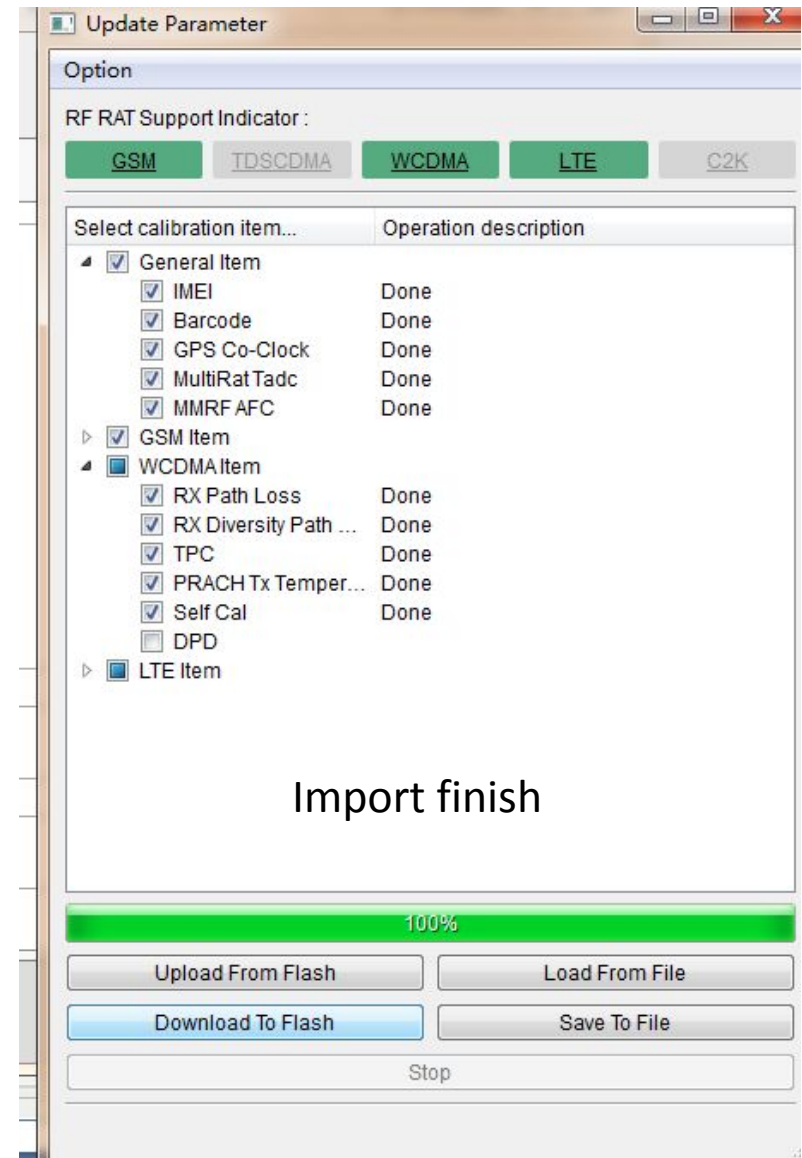 Update Parameter
Option
RF RAT Support Indicator :
GSM TDSCDMA WCDMA LTE C2K
Select calibration item... Operation description
General Item
IMEI Done
Barcode Done
GPS Co-Clock Done
MultiRat Tadc Done
MMRF AFC Done
GSM Item
WCDMA Item
RX Path Loss Done
RX Diversity Path ... Done
TPC Done
PRACH Tx Temper... Done
Self Cal Done
DPD
LTE Item
Import finish
100%
Upload From Flash Load From File
Download To Flash Save To File
Stop